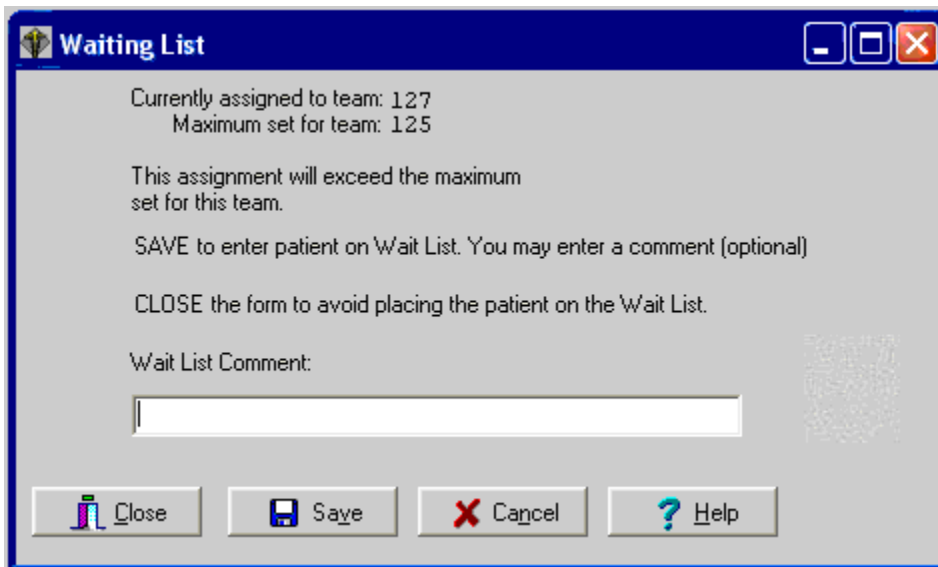 Waiting List
Currently assigned to team: 127
Maximum set for team: 125
This assignment will exceed the maximum
set for this team.
SAVE to enter patient on Wait List. You may enter a comment (optional)
CLOSE the form to avoid placing the patient on the Wait List.
Wait List Comment:
Close Save Cancel Help